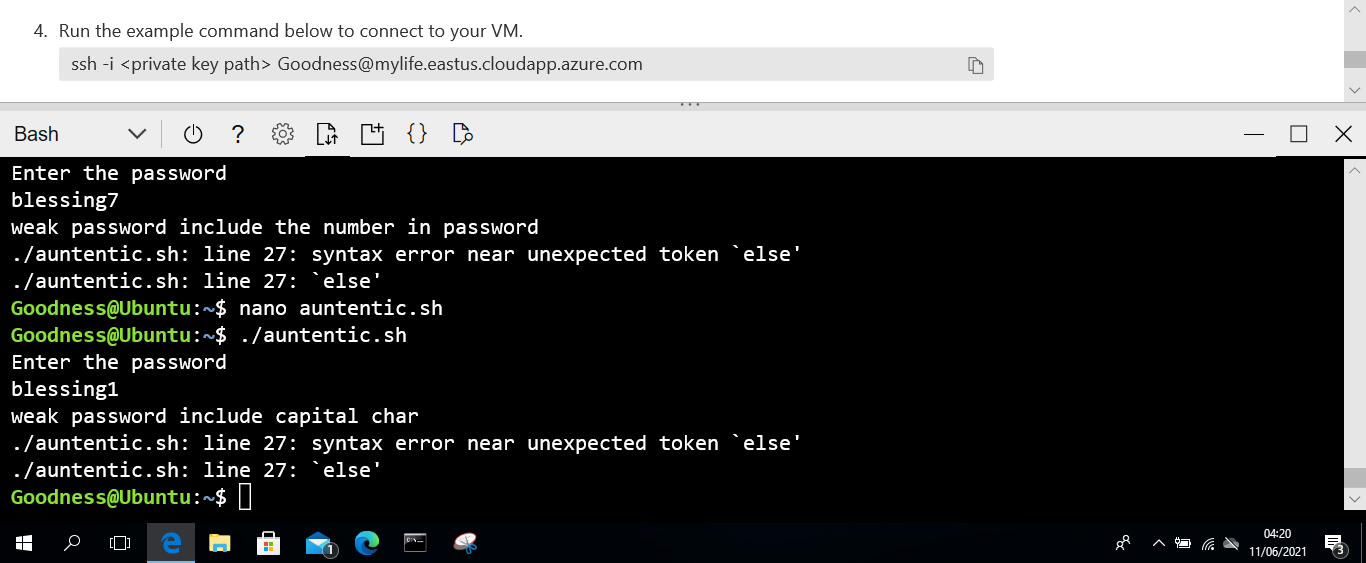 4. Run the example command below to connect to your VM.
ssh -i <private key path> Goodness@mylife.eastus.cloudapp.azure.com
Bash
?
{}
Enter the password
blessing7
weak password include the number in password
./auntentic.sh: line 27: syntax error near unexpected token `else'
./auntentic.sh: line 27: `else'
Goodness@Ubuntu:~$ nano auntentic.sh
Goodness@Ubuntu:~$ ./auntentic.sh
Enter the password
blessing1
weak password include capital char
./auntentic.sh: line 27: syntax error near unexpected token `else'
./auntentic.sh: line 27: `else'
Goodness@Ubuntu:~$
1
04:20
11/06/2021
3